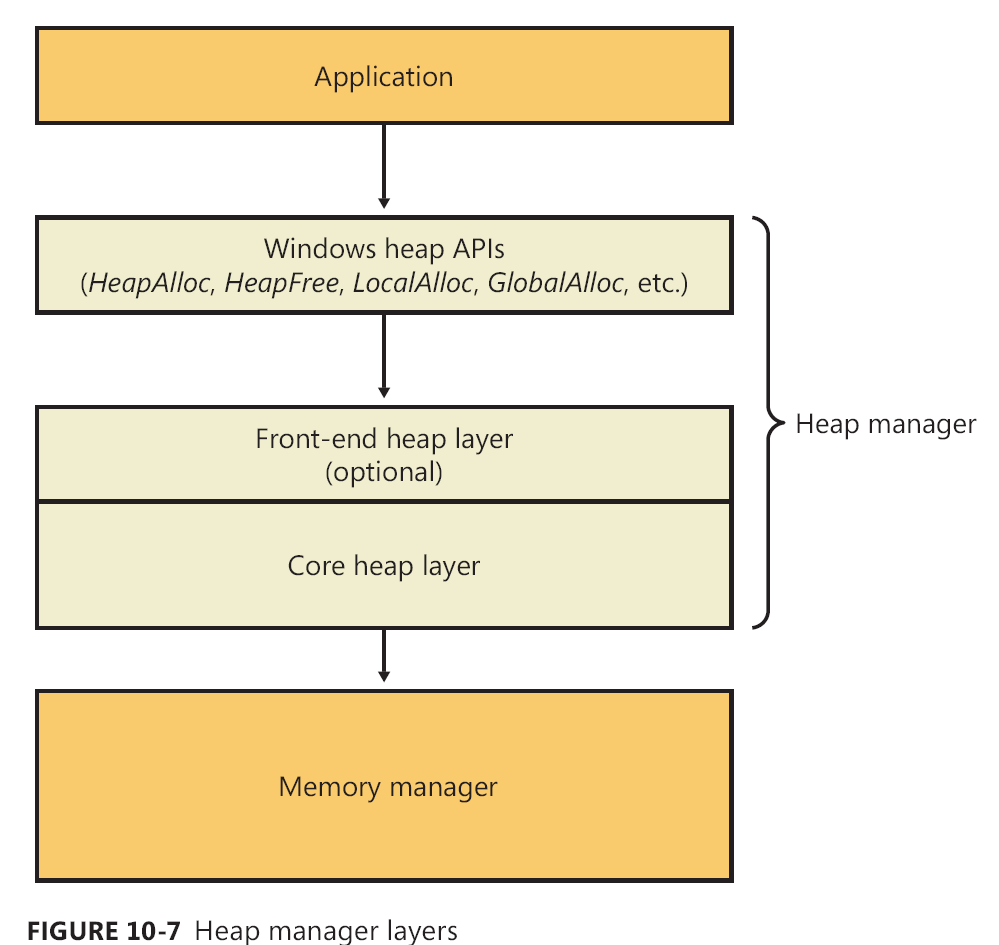 Application
Windows heap APIs
(HeapAlloc, HeapFree, LocalAlloc, GlobalAlloc, etc.)
Front-end heap layer
(optional)
Core heap layer
Heap manager
Memory manager
FIGURE 10-7 Heap manager layers